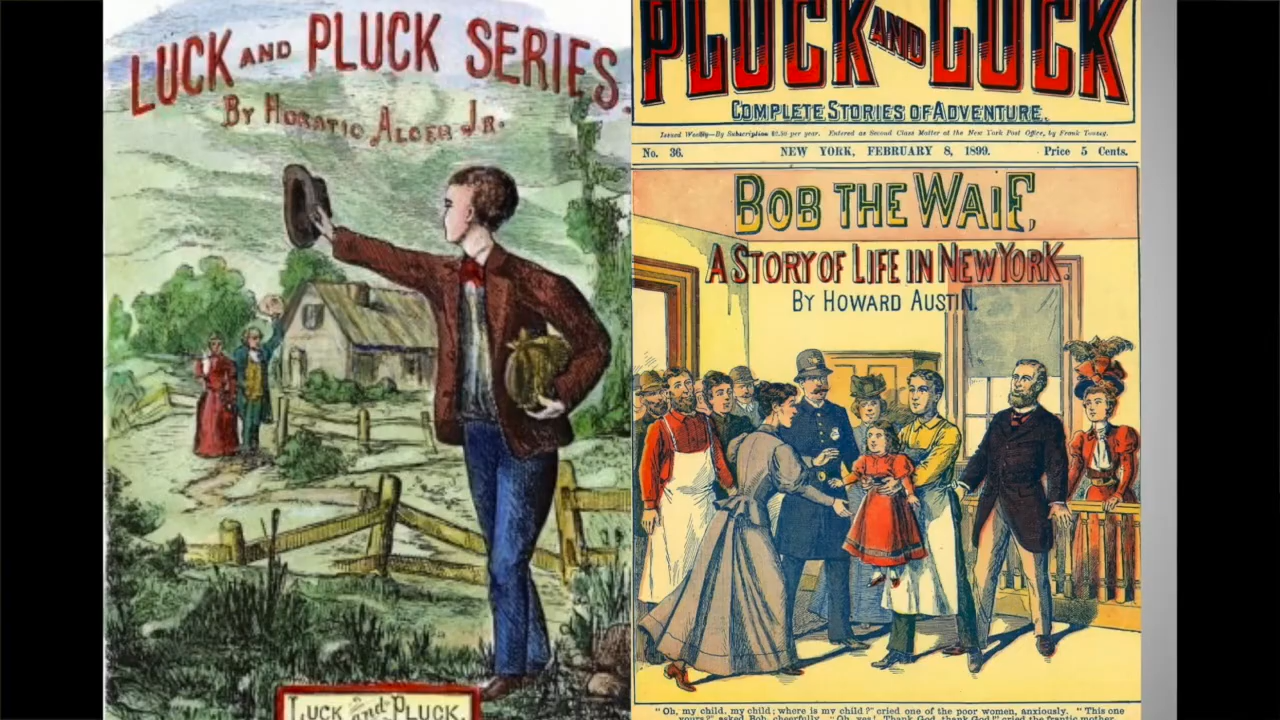 LUCK AND PLUCK SERIES.
By HORATIO ALGER JR.
LUCK and PLUCK.
PLUCK AND LUCK
COMPLETE STORIES OF ADVENTURE.
Issued Weekly—By Subscription $2.50 per year. Entered as Second Class Matter at the New York Post Office, by Frank Tousey.
No. 36. NEW YORK, FEBRUARY 8, 1899. Price 5 Cents.
BOB THE WAIF,
A STORY OF LIFE IN NEW YORK.
BY HOWARD AUSTIN.
"Oh, my child, my child; where is my child?" cried one of the poor women, anxiously. "This one
yours?" asked Bob, cheerfully. "Oh, yes! Thank God, thank God!" cried the frantic mother.